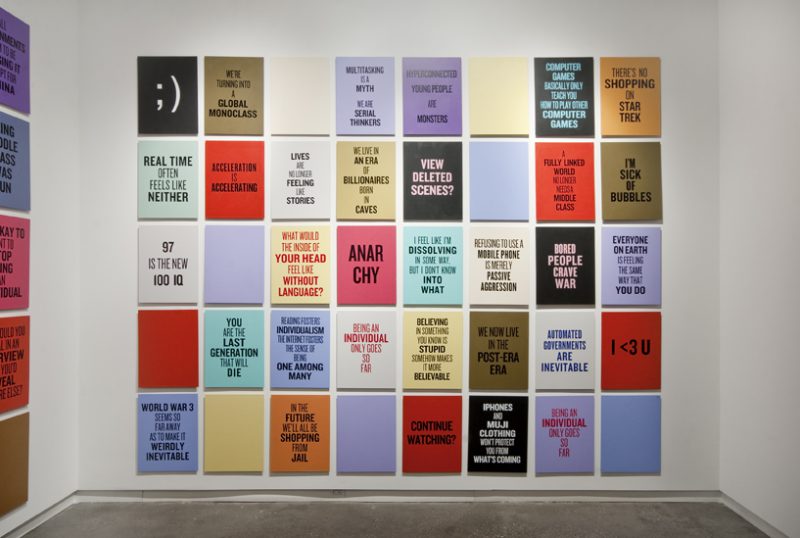 ALL
TO BE
RUN
REAL
;)
WE'RE
TURNING INTO
A
GLOBAL
MONOCLASS
MULTITASKING
IS A
MYTH
WE ARE
SERIAL
THINKERS
HYPERCONNECTED
YOUNG PEOPLE
ARE
MONSTERS
COMPUTER
GAMES
BASICALLY ONLY
TEACH YOU
HOW TO PLAY OTHER
COMPUTER
GAMES
THERE'S NO
SHOPPING
ON
STAR
TREK
REAL TIME
OFTEN
FEELS LIKE
NEITHER
ACCELERATION
IS
ACCELERATING
LIVES
ARE
NO LONGER
FEELING
LIKE
STORIES
WE LIVE IN
AN ERA
OF
BILLIONAIRES
BORN
IN
CAVES
VIEW
DELETED
SCENES?
A
FULLY LINKED
WORLD
NO LONGER
NEEDS A
MIDDLE
CLASS
I'M
SICK
OF
BUBBLES
97
IS THE NEW
100 IQ
WHAT WOULD
THE INSIDE OF
YOUR HEAD
FEEL LIKE
WITHOUT
LANGUAGE?
ANAR
CHY
I FEEL LIKE I'M
DISSOLVING
IN SOME WAY,
BUT I DON'T KNOW
INTO
WHAT
REFUSING TO USE A
MOBILE PHONE
IS MERELY
PASSIVE
AGGRESSION
BORED
PEOPLE
CRAVE
WAR
EVERYONE
ON EARTH
IS FEELING
THE SAME
WAY THAT
YOU DO
YOU
ARE THE
LAST
GENERATION
THAT WILL
DIE
READING FOSTERS
INDIVIDUALISM
THE INTERNET FOSTERS
THE SENSE OF
BEING
ONE AMONG
MANY
BEING AN
INDIVIDUAL
ONLY GOES
SO
FAR
BELIEVING
IN SOMETHING
YOU KNOW IS
STUPID
SOMEHOW MAKES
IT MORE
BELIEVABLE
WE NOW LIVE
IN THE
POST-ERA
ERA
AUTOMATED
GOVERNMENTS
ARE
INEVITABLE
I <3 U
WORLD WAR 3
SEEMS SO
FAR AWAY
AS TO MAKE IT
WEIRDLY
INEVITABLE
IN THE
FUTURE
WE'LL ALL BE
SHOPPING
FROM
JAIL
CONTINUE
WATCHING?
IPHONES
AND
MUJI
CLOTHING
WON'T PROTECT
YOU FROM
WHAT'S COMING
BEING AN
INDIVIDUAL
ONLY GOES
SO
FAR